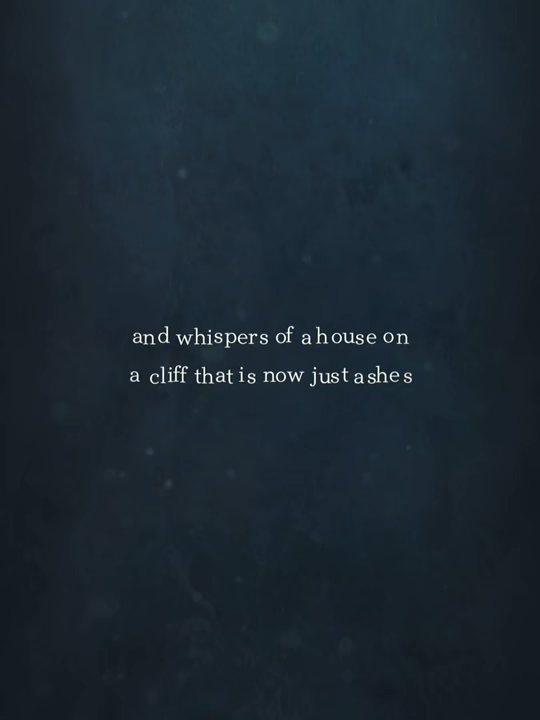 and whispers of a house on
a cliff that is now just ashes